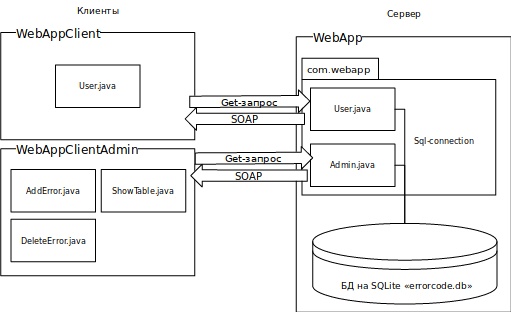 Клиенты
Сервер
WebAppClient
User.java
WebAppClientAdmin
AddError.java
ShowTable.java
DeleteError.java
Get-запрос
SOAP
Get-запрос
SOAP
WebApp
com.webapp
User.java
Sql-connection
Admin.java
БД на SQLite «errorcode.db»